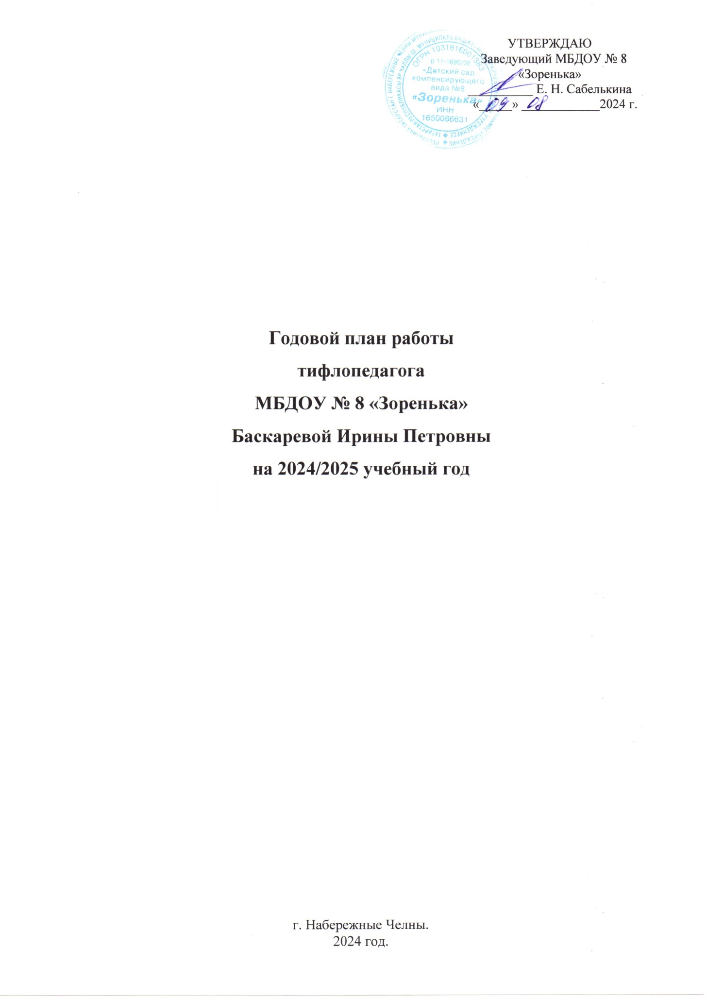 УТВЕРЖДАЮ
Заведующий МБДОУ № 8
«Зоренька»
Е. Н. Сабелькина
«09» 08 2024 г.
ОГРН 1031616001383
р 11-1696/08
«Детский сад
компенсирующего
вида №8
«Зоренька»
ИНН
1650086631
Годовой план работы
тифлопедагога
МБДОУ № 8 «Зоренька»
Баскаревой Ирины Петровны
на 2024/2025 учебный год
г. Набережные Челны.
2024 год.